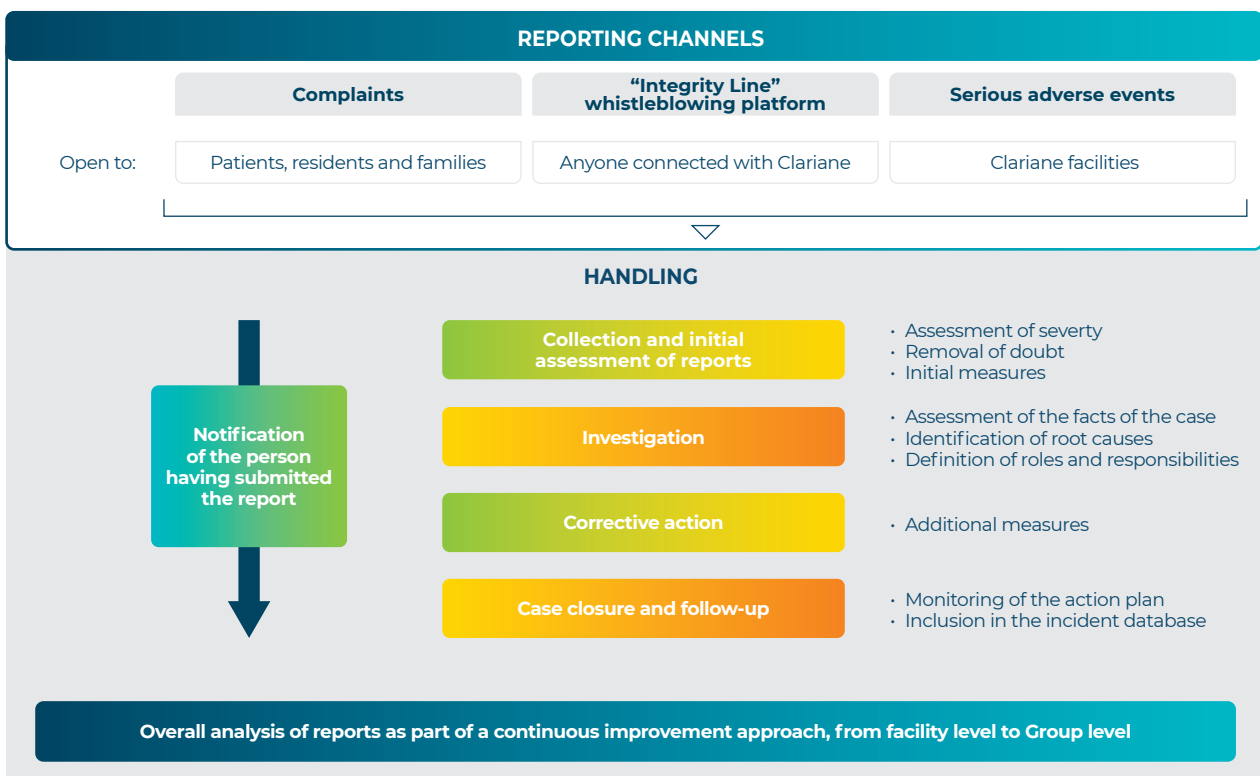 REPORTING CHANNELS
Complaints
“Integrity Line”
whistleblowing platform
Serious adverse events
Open to:
Patients, residents and families
Anyone connected with Clariane
Clariane facilities
HANDLING
Notification
of the person
having submitted
the report
Collection and initial
assessment of reports
· Assessment of severty
· Removal of doubt
· Initial measures
Investigation
· Assessment of the facts of the case
· Identification of root causes
· Definition of roles and responsibilities
Corrective action
· Additional measures
Case closure and follow-up
· Monitoring of the action plan
· Inclusion in the incident database
Overall analysis of reports as part of a continuous improvement approach, from facility level to Group level